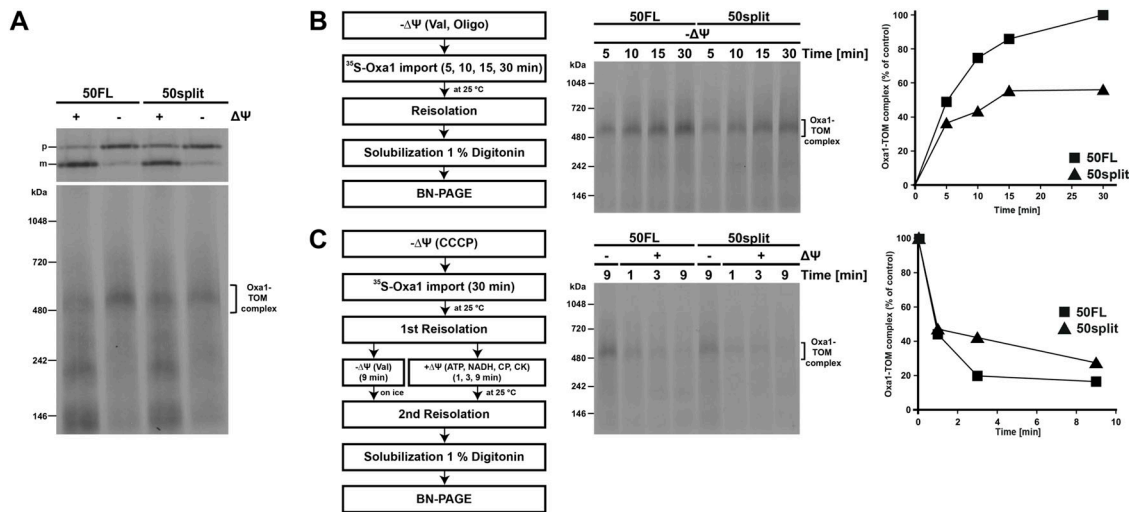 A
50FL 50split
+ - + - ΔΨ
p
m
kDa
1048
720
480
242
146
Oxa1-
TOM
complex
B
-ΔΨ (Val, Oligo)
³⁵S-Oxa1 import (5, 10, 15, 30 min)
at 25 °C
Reisolation
Solubilization 1 % Digitonin
BN-PAGE
50FL 50split
-ΔΨ
5 10 15 30 5 10 15 30 Time [min]
kDa
1048
720
480
242
146
Oxa1-
TOM
complex
Oxa1-TOM complex (% of control)
100
80
60
40
20
0
0 5 10 15 20 25 30
Time [min]
50FL
50split
C
-ΔΨ (CCCP)
³⁵S-Oxa1 import (30 min)
at 25 °C
1st Reisolation
-ΔΨ (Val)
(9 min)
+ΔΨ (ATP, NADH, CP, CK)
(1, 3, 9 min)
on ice
at 25 °C
2nd Reisolation
Solubilization 1 % Digitonin
BN-PAGE
50FL 50split
- + - + ΔΨ
9 1 3 9 9 1 3 9 Time [min]
kDa
1048
720
480
242
146
Oxa1-
TOM
complex
Oxa1-TOM complex (% of control)
100
80
60
40
20
0
0 2 4 6 8 10
Time [min]
50FL
50split